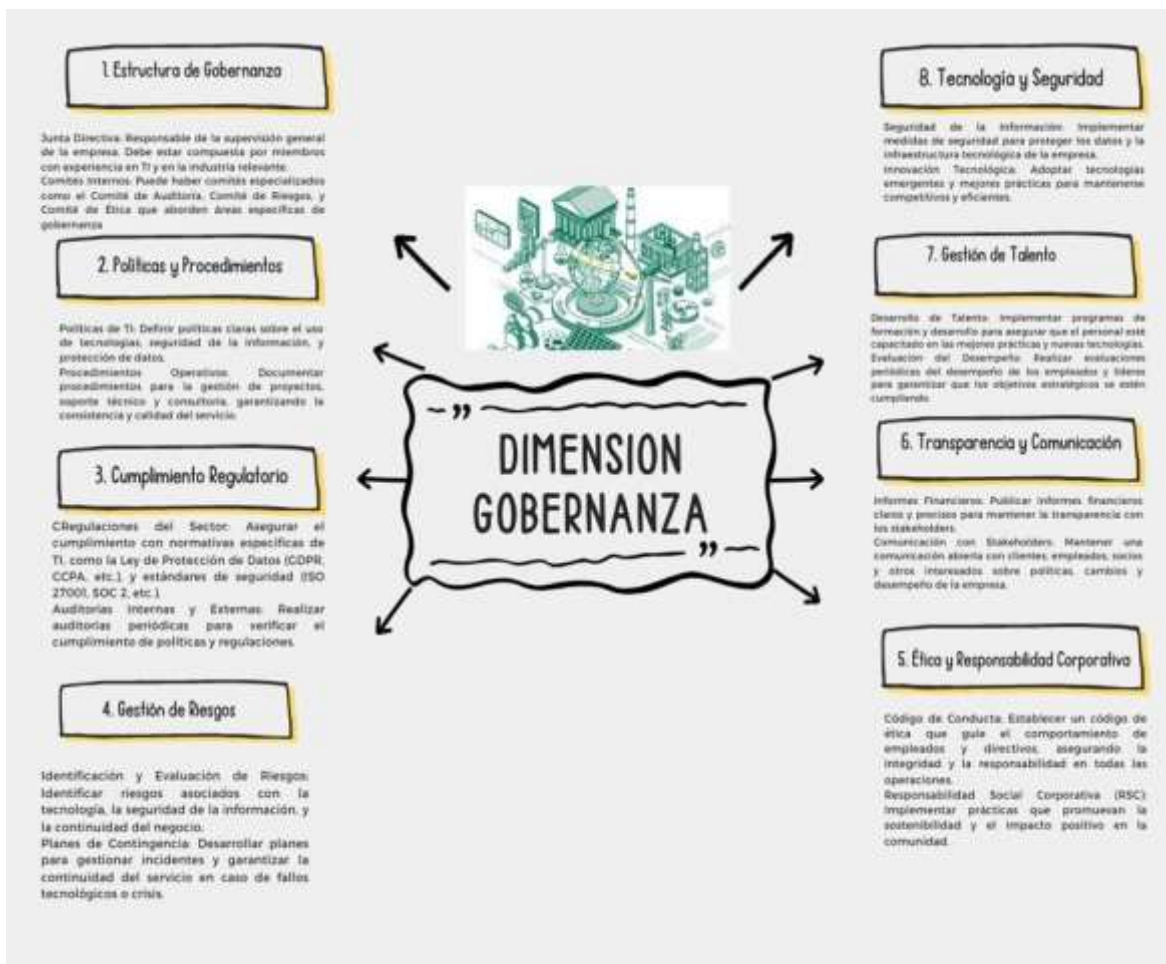 1. Estructura de Gobernanza
Junta Directiva: Responsable de la supervisión general
de la empresa. Debe estar compuesta por miembros
con experiencia en TI y en la industria relevante.
Comités Internos: Puede haber comités especializados
como el Comité de Auditoría, Comité de Riesgos, y
Comité de Ética que aborden áreas específicas de
gobernanza
2. Políticas y Procedimientos
Políticas de TI: Definir políticas claras sobre el uso
de tecnologías, seguridad de la información, y
protección de datos.
Procedimientos Operativos: Documentar
procedimientos para la gestión de proyectos,
soporte técnico y consultoría, garantizando la
consistencia y calidad del servicio.
3. Cumplimiento Regulatorio
CRegulaciones del Sector: Asegurar el
cumplimiento con normativas específicas de
TI, como la Ley de Protección de Datos (GDPR,
CCPA, etc.), y estándares de seguridad (ISO
27001, SOC 2, etc.).
Auditorías Internas y Externas: Realizar
auditorías periódicas para verificar el
cumplimiento de políticas y regulaciones.
4. Gestión de Riesgos
Identificación y Evaluación de Riesgos:
Identificar riesgos asociados con la
tecnología, la seguridad de la información, y
la continuidad del negocio.
Planes de Contingencia: Desarrollar planes
para gestionar incidentes y garantizar la
continuidad del servicio en caso de fallos
tecnológicos o crisis.
DIMENSION
GOBERNANZA
8. Tecnología y Seguridad
Seguridad de la Información: Implementar
medidas de seguridad para proteger los datos y la
infraestructura tecnológica de la empresa.
Innovación Tecnológica: Adoptar tecnologías
emergentes y mejores prácticas para mantenerse
competitivos y eficientes.
7. Gestión de Talento
Desarrollo de Talento: Implementar programas de
formación y desarrollo para asegurar que el personal esté
capacitado en las mejores prácticas y nuevas tecnologías.
Evaluación del Desempeño: Realizar evaluaciones
periódicas del desempeño de los empleados y líderes
para garantizar que los objetivos estratégicos se estén
cumpliendo.
6. Transparencia y Comunicación
Informes Financieros: Publicar informes financieros
claros y precisos para mantener la transparencia con
los stakeholders.
Comunicación con Stakeholders: Mantener una
comunicación abierta con clientes, empleados, socios
y otros interesados sobre políticas, cambios y
desempeño de la empresa.
5. Ética y Responsabilidad Corporativa
Código de Conducta: Establecer un código de
ética que guíe el comportamiento de
empleados y directivos, asegurando la
integridad y la responsabilidad en todas las
operaciones.
Responsabilidad Social Corporativa (RSC):
Implementar prácticas que promuevan la
sostenibilidad y el impacto positivo en la
comunidad.